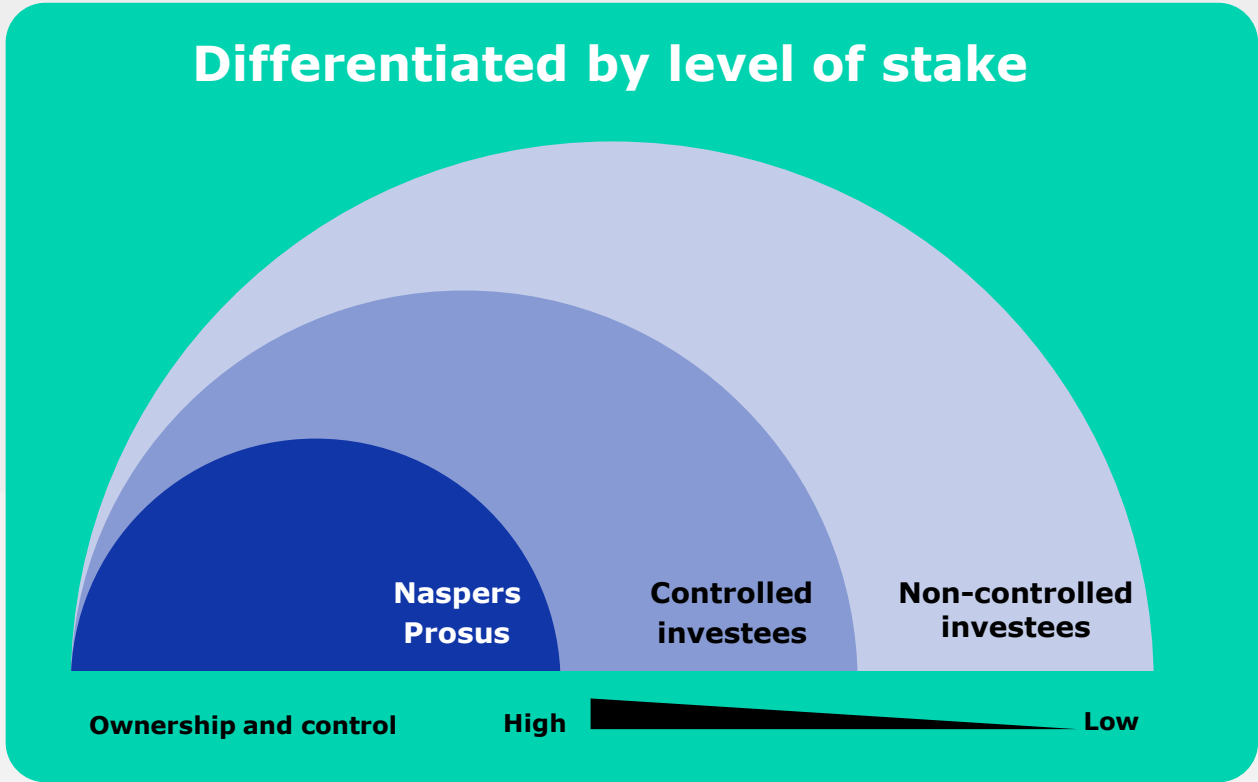 Differentiated by level of stake
Naspers
Prosus
Controlled
investees
Non-controlled
investees
Ownership and control
High
Low